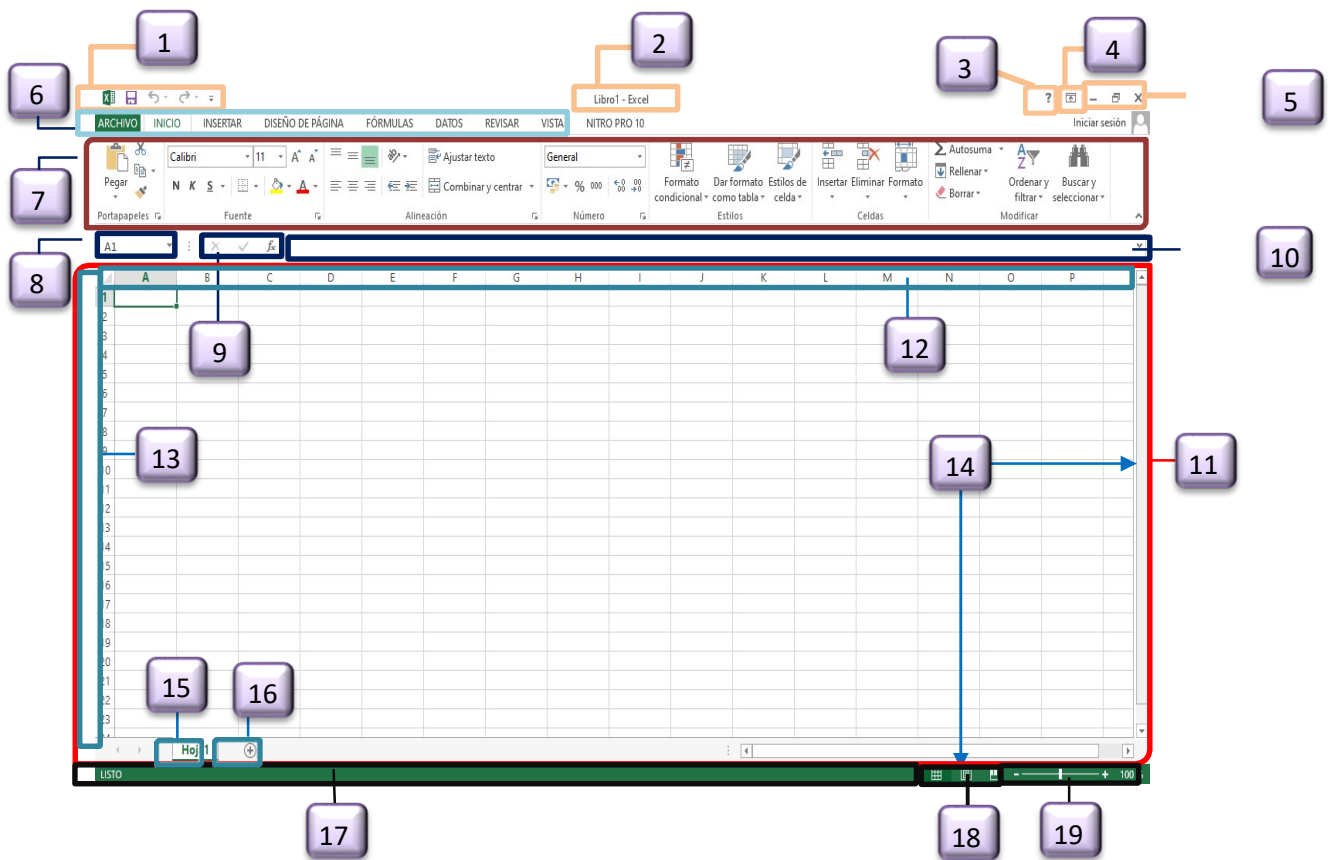 1
2
3
4
5
6
7
8
9
10
11
12
13
14
15
16
17
18
19
Libro1 - Excel
?
ARCHIVO INICIO INSERTAR DISEÑO DE PÁGINA FÓRMULAS DATOS REVISAR VISTA NITRO PRO 10 Iniciar sesión
Pegar
Portapapeles
Calibri 11
N K S
Fuente
Ajustar texto
Combinar y centrar
Alineación
General
% 000
Número
Formato condicional
Dar formato como tabla
Estilos de celda
Estilos
Insertar Eliminar Formato
Celdas
Autosuma
Rellenar
Borrar
Ordenar y filtrar
Buscar y seleccionar
Modificar
A1 fx
A B C D E F G H I J K L M N O P
LISTO